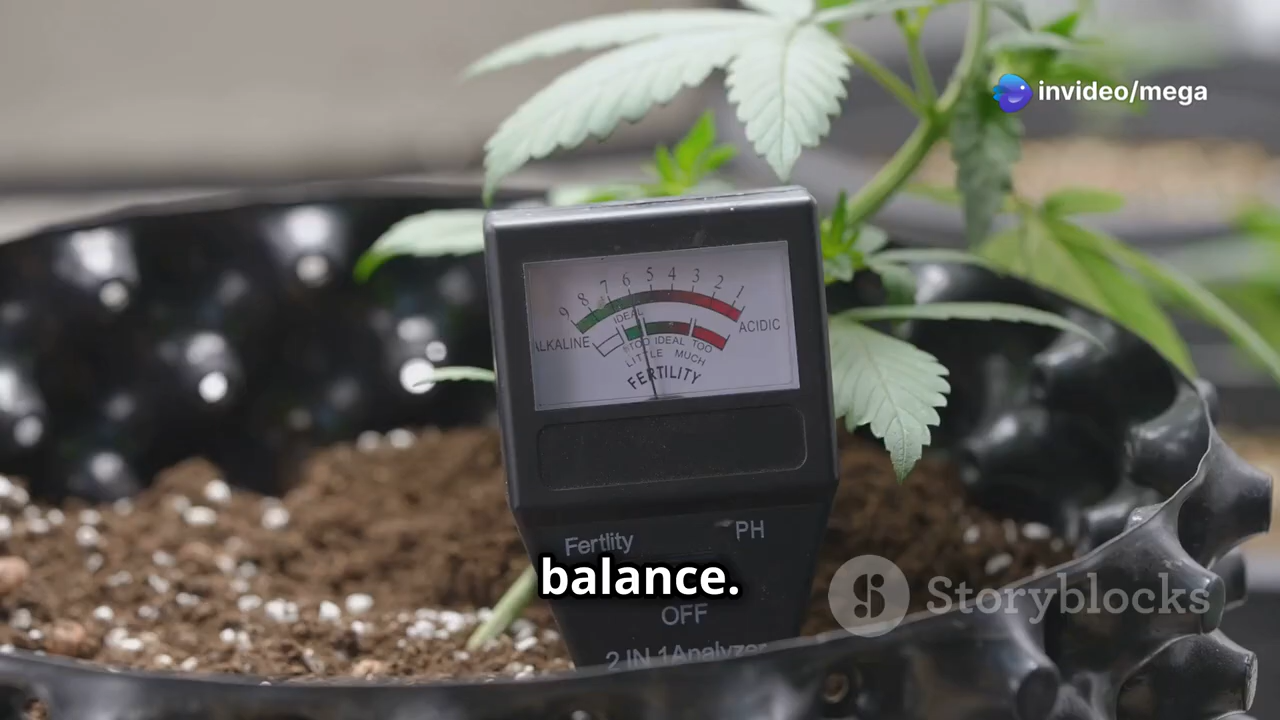 invideo/mega
9 8 7 6 5 4 3 2 1
IDEAL
ALKALINE
ACIDIC
TOO IDEAL TOO
LITTLE MUCH
FERTILITY
Fertlity
PH
balance.
OFF
Storyblocks
2 IN 1 Analyzer